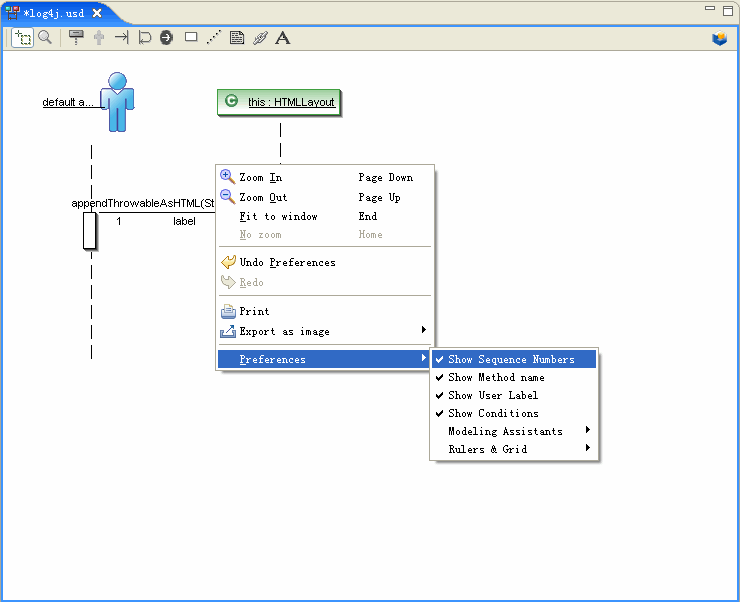 *log4j.usd
A
default a...
C
this : HTMLLayout
appendThrowableAsHTML(St
1
label
Zoom In Page Down
Zoom Out Page Up
Fit to window End
No zoom Home
Undo Preferences
Redo
Print
Export as image
Preferences
Show Sequence Numbers
Show Method name
Show User Label
Show Conditions
Modeling Assistants
Rulers & Grid